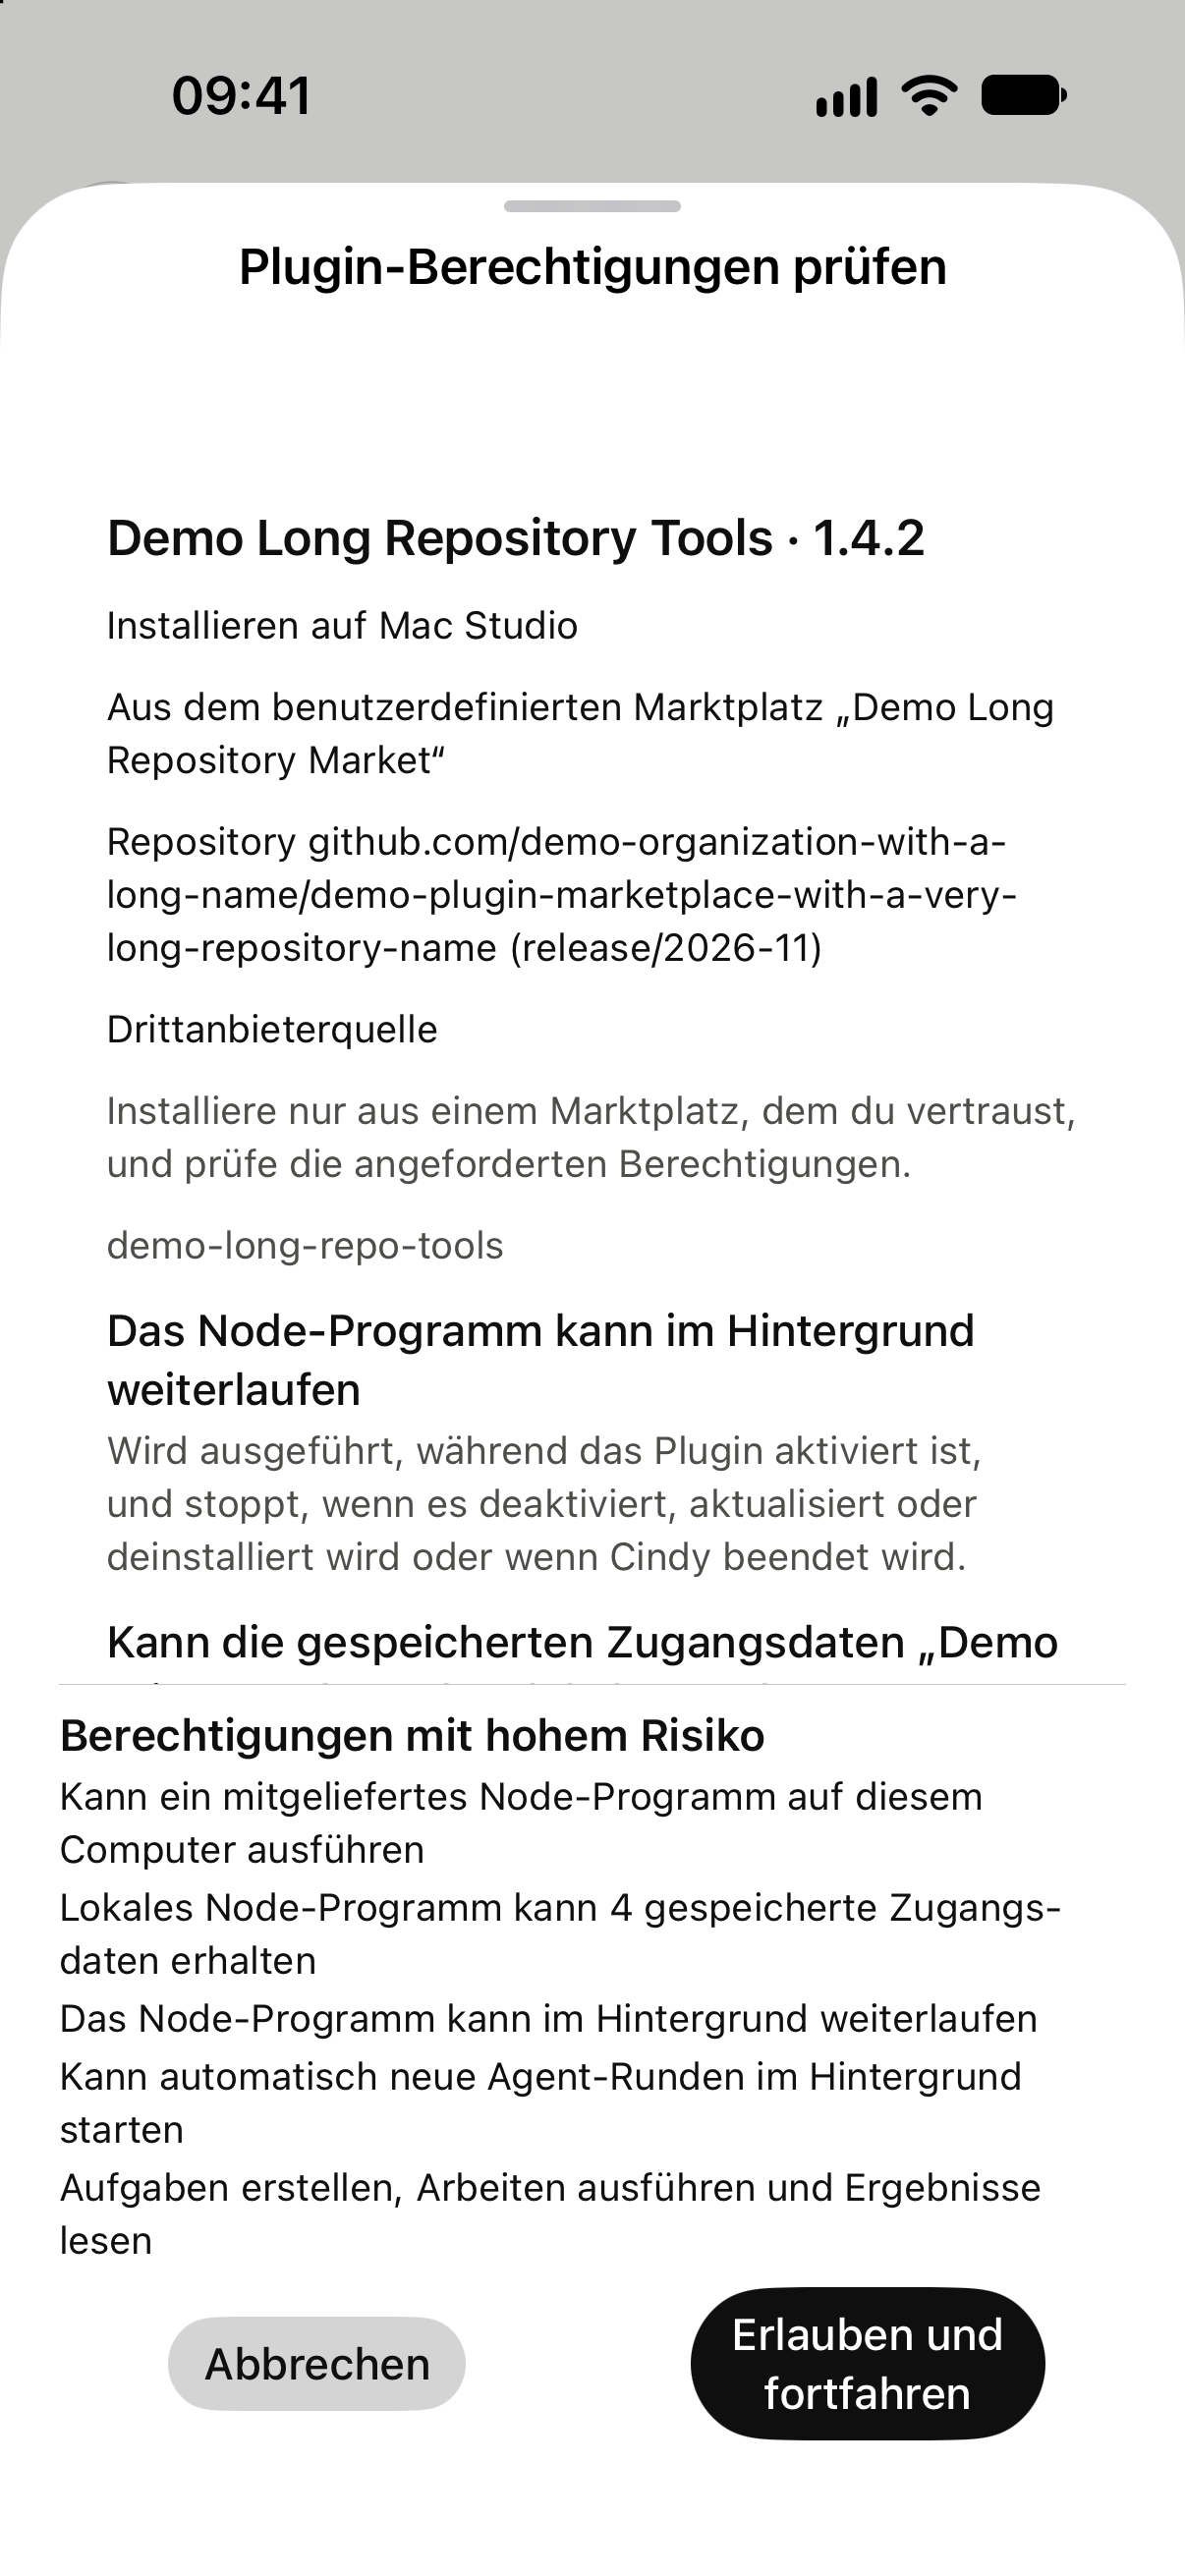 09:41
Plugin-Berechtigungen prüfen
Demo Long Repository Tools · 1.4.2
Installieren auf Mac Studio
Aus dem benutzerdefinierten Marktplatz „Demo Long
Repository Market“
Repository github.com/demo-organization-with-a-
long-name/demo-plugin-marketplace-with-a-very-
long-repository-name (release/2026-11)
Drittanbieterquelle
Installiere nur aus einem Marktplatz, dem du vertraust,
und prüfe die angeforderten Berechtigungen.
demo-long-repo-tools
Das Node-Programm kann im Hintergrund
weiterlaufen
Wird ausgeführt, während das Plugin aktiviert ist,
und stoppt, wenn es deaktiviert, aktualisiert oder
deinstalliert wird oder wenn Cindy beendet wird.
Kann die gespeicherten Zugangsdaten „Demo
Berechtigungen mit hohem Risiko
Kann ein mitgeliefertes Node-Programm auf diesem
Computer ausführen
Lokales Node-Programm kann 4 gespeicherte Zugangs-
daten erhalten
Das Node-Programm kann im Hintergrund weiterlaufen
Kann automatisch neue Agent-Runden im Hintergrund
starten
Aufgaben erstellen, Arbeiten ausführen und Ergebnisse
lesen
Abbrechen
Erlauben und
fortfahren